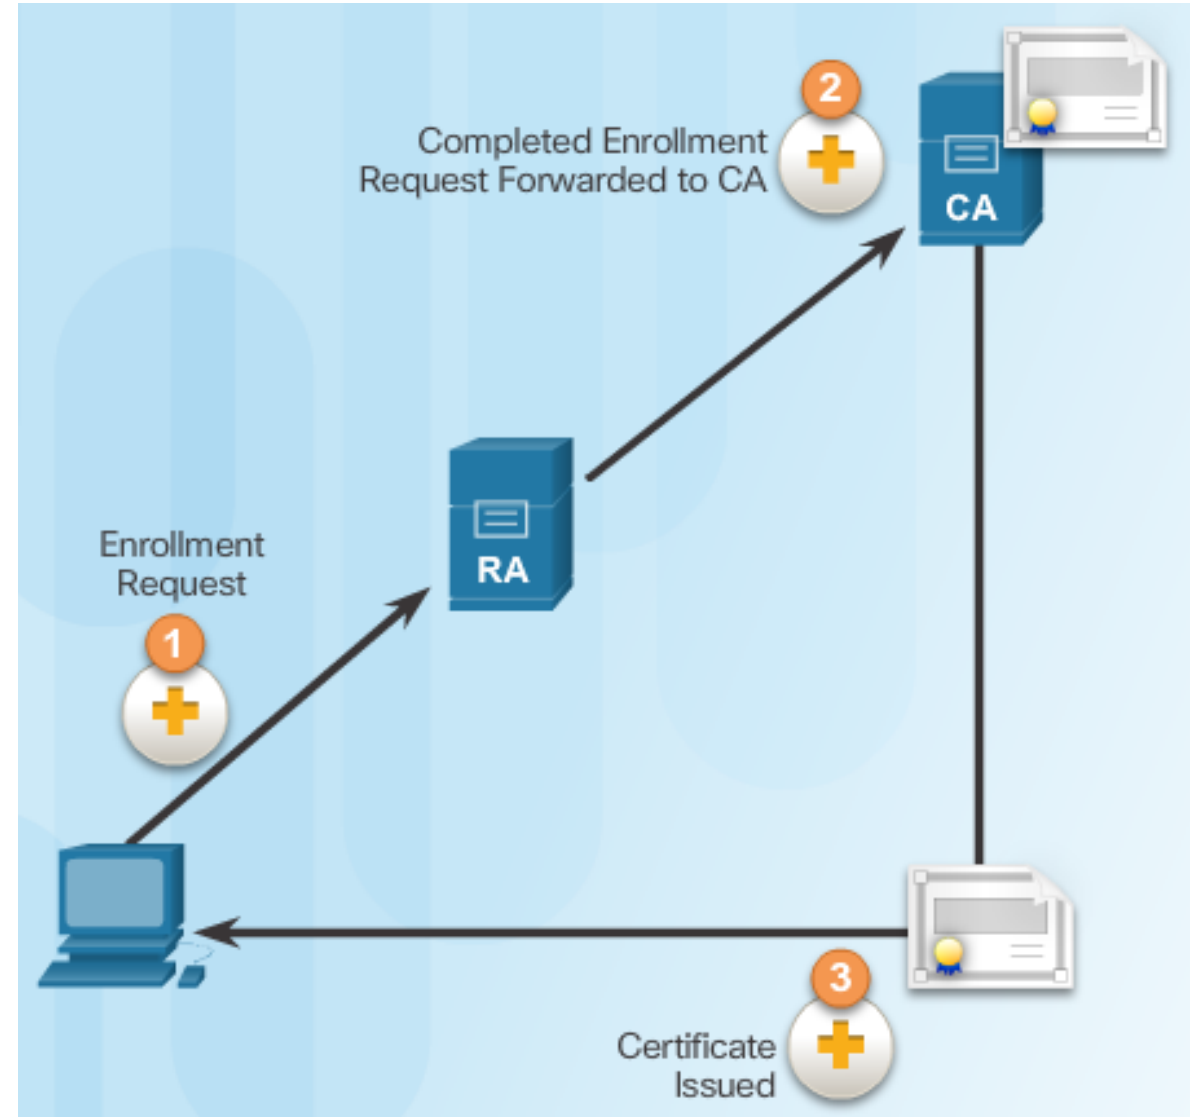 2
Completed Enrollment
Request Forwarded to CA
CA
RA
Enrollment
Request
1
3
Certificate
Issued